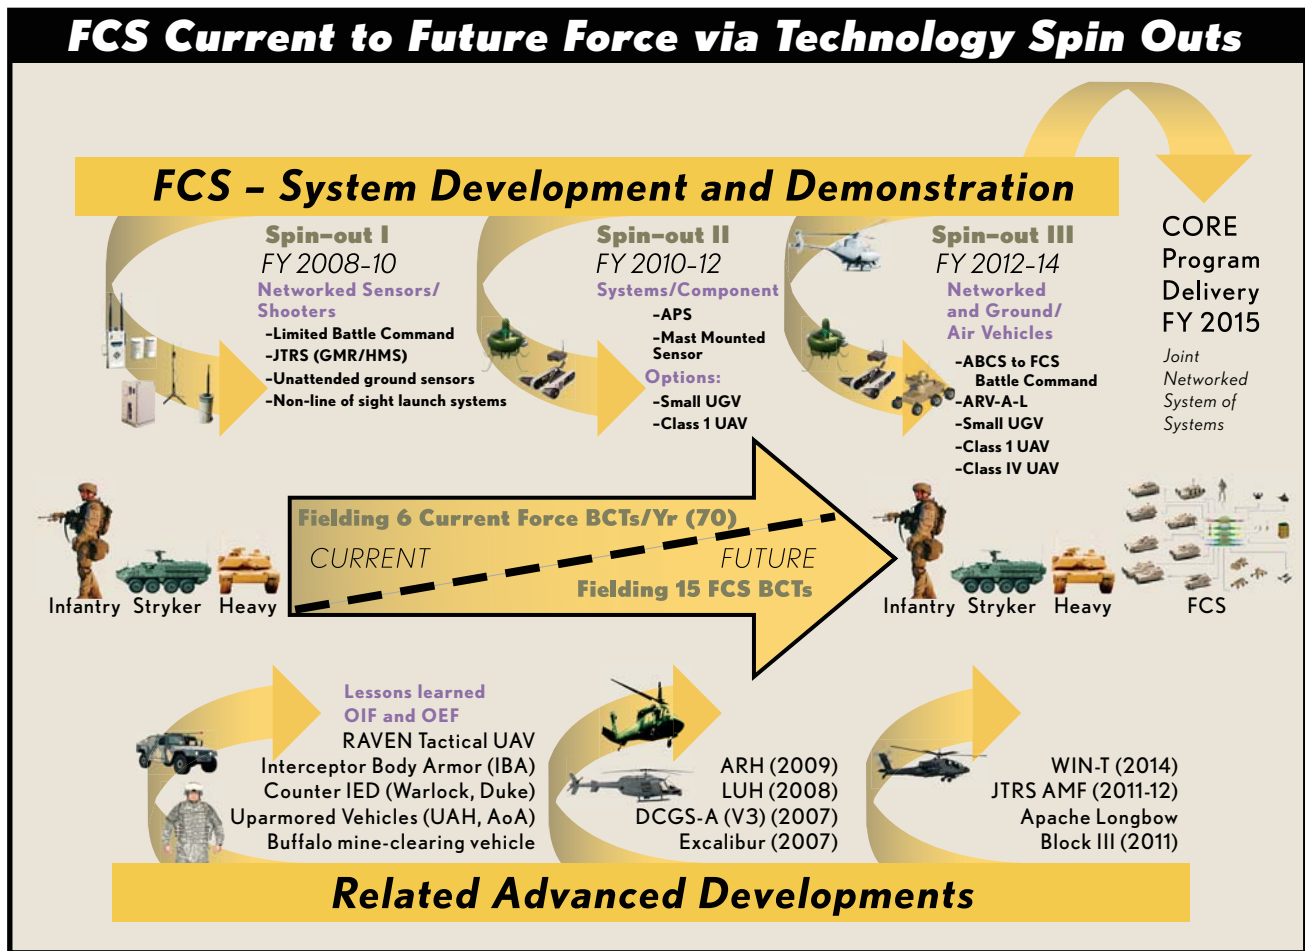 FCS Current to Future Force via Technology Spin Outs
FCS – System Development and Demonstration
Spin–out I
FY 2008–10
Networked Sensors/
Shooters
–Limited Battle Command
–JTRS (GMR/HMS)
–Unattended ground sensors
–Non-line of sight launch systems
Spin–out II
FY 2010–12
Systems/Component
–APS
–Mast Mounted
Sensor
Options:
–Small UGV
–Class 1 UAV
Spin–out III
FY 2012–14
Networked
and Ground/
Air Vehicles
–ABCS to FCS
Battle Command
–ARV-A-L
–Small UGV
–Class 1 UAV
–Class IV UAV
CORE
Program
Delivery
FY 2015
Joint
Networked
System of
Systems
Fielding 6 Current Force BCTs/Yr (70)
CURRENT
FUTURE
Fielding 15 FCS BCTs
Infantry Stryker Heavy
Infantry Stryker Heavy
FCS
Lessons learned
OIF and OEF
RAVEN Tactical UAV
Interceptor Body Armor (IBA)
Counter IED (Warlock, Duke)
Uparmored Vehicles (UAH, AoA)
Buffalo mine-clearing vehicle
ARH (2009)
LUH (2008)
DCGS-A (V3) (2007)
Excalibur (2007)
WIN-T (2014)
JTRS AMF (2011-12)
Apache Longbow
Block III (2011)
Related Advanced Developments